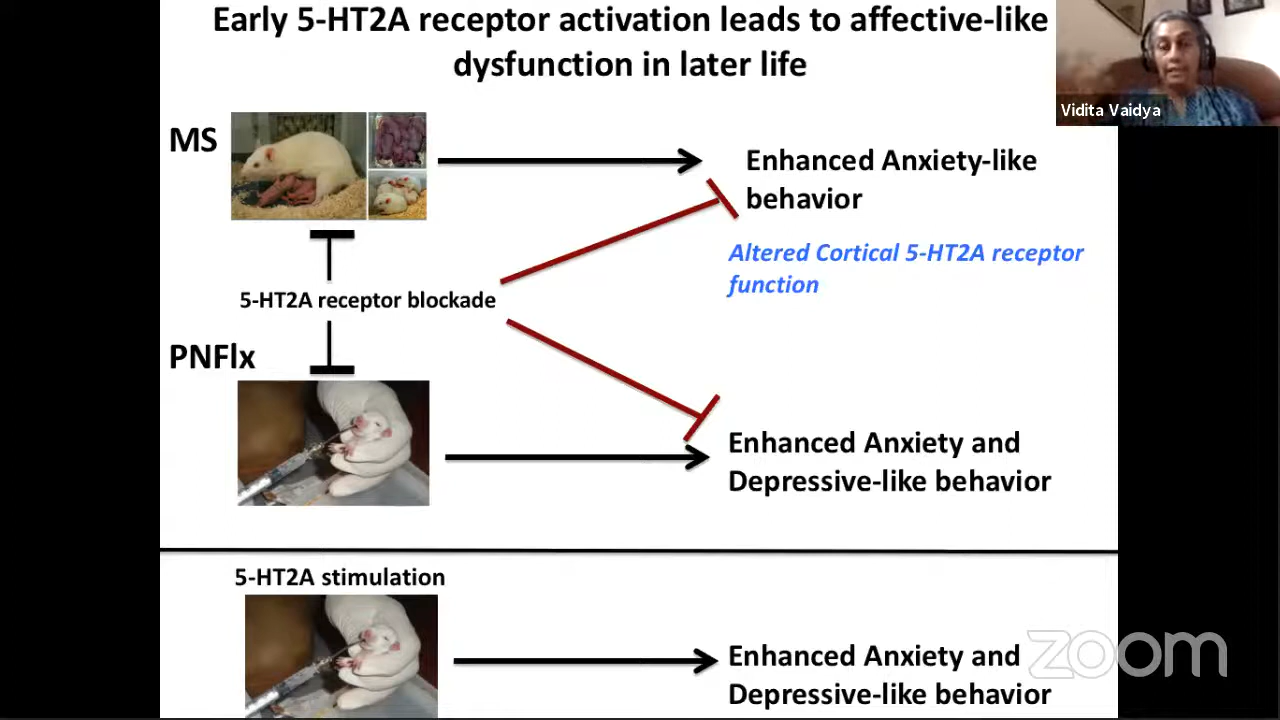 Early 5-HT2A receptor activation leads to affective-like
dysfunction in later life
Vidita Vaidya
MS
Enhanced Anxiety-like
behavior
Altered Cortical 5-HT2A receptor
function
5-HT2A receptor blockade
PNFlx
Enhanced Anxiety and
Depressive-like behavior
5-HT2A stimulation
Enhanced Anxiety and
Depressive-like behavior
zoom